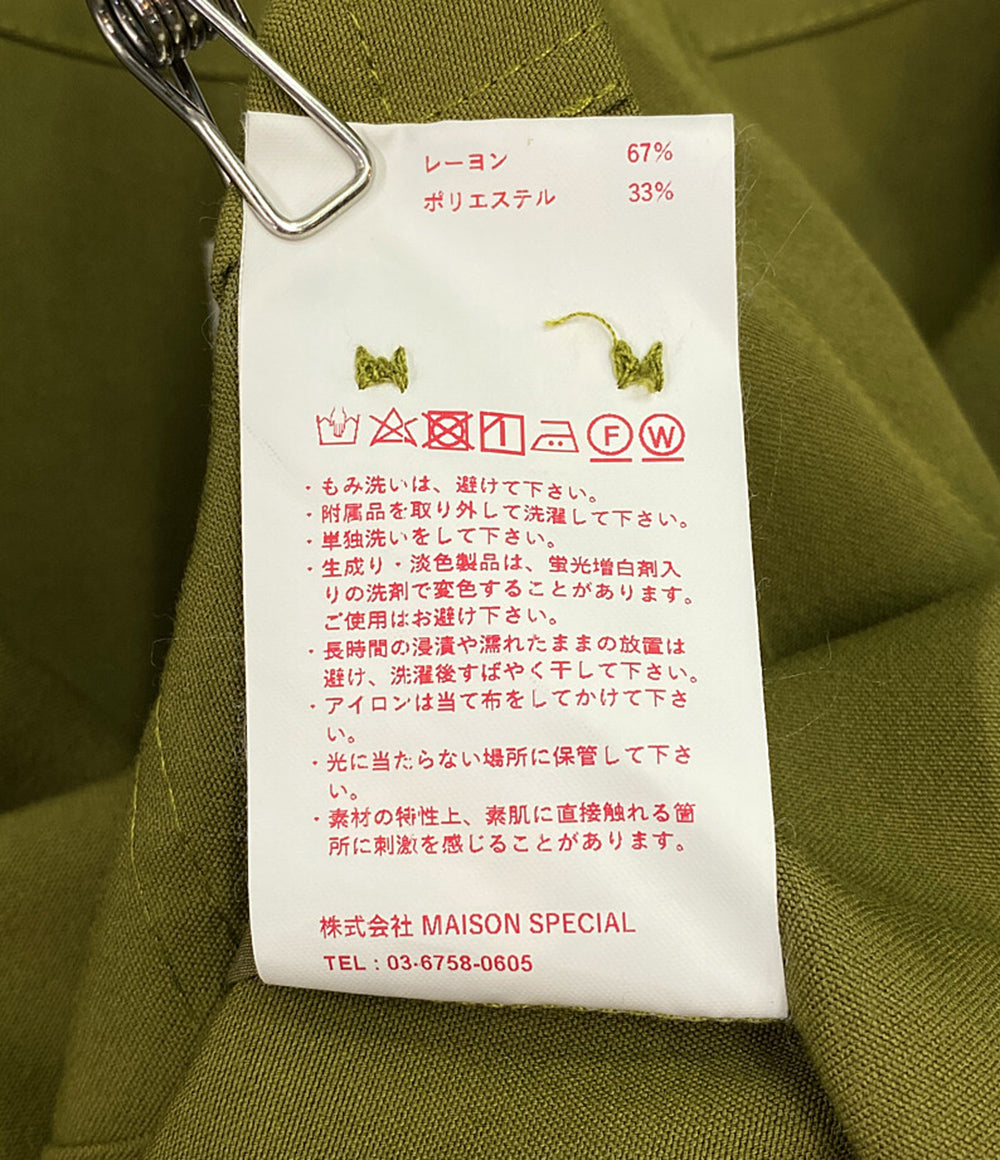 レーヨン 67%
ポリエステル 33%
F W
・もみ洗いは、避けて下さい。
・附属品を取り外して洗濯して下さい。
・単独洗いをして下さい。
・生成り・淡色製品は、蛍光増白剤入
りの洗剤で変色することがあります。
ご使用はお避け下さい。
・長時間の浸漬や濡れたままの放置は
避け、洗濯後すばやく干して下さい。
・アイロンは当て布をしてかけて下さ
い。
・光に当たらない場所に保管して下さ
い。
・素材の特性上、素肌に直接触れる箇
所に刺激を感じることがあります。
株式会社 MAISON SPECIAL
TEL : 03-6758-0605